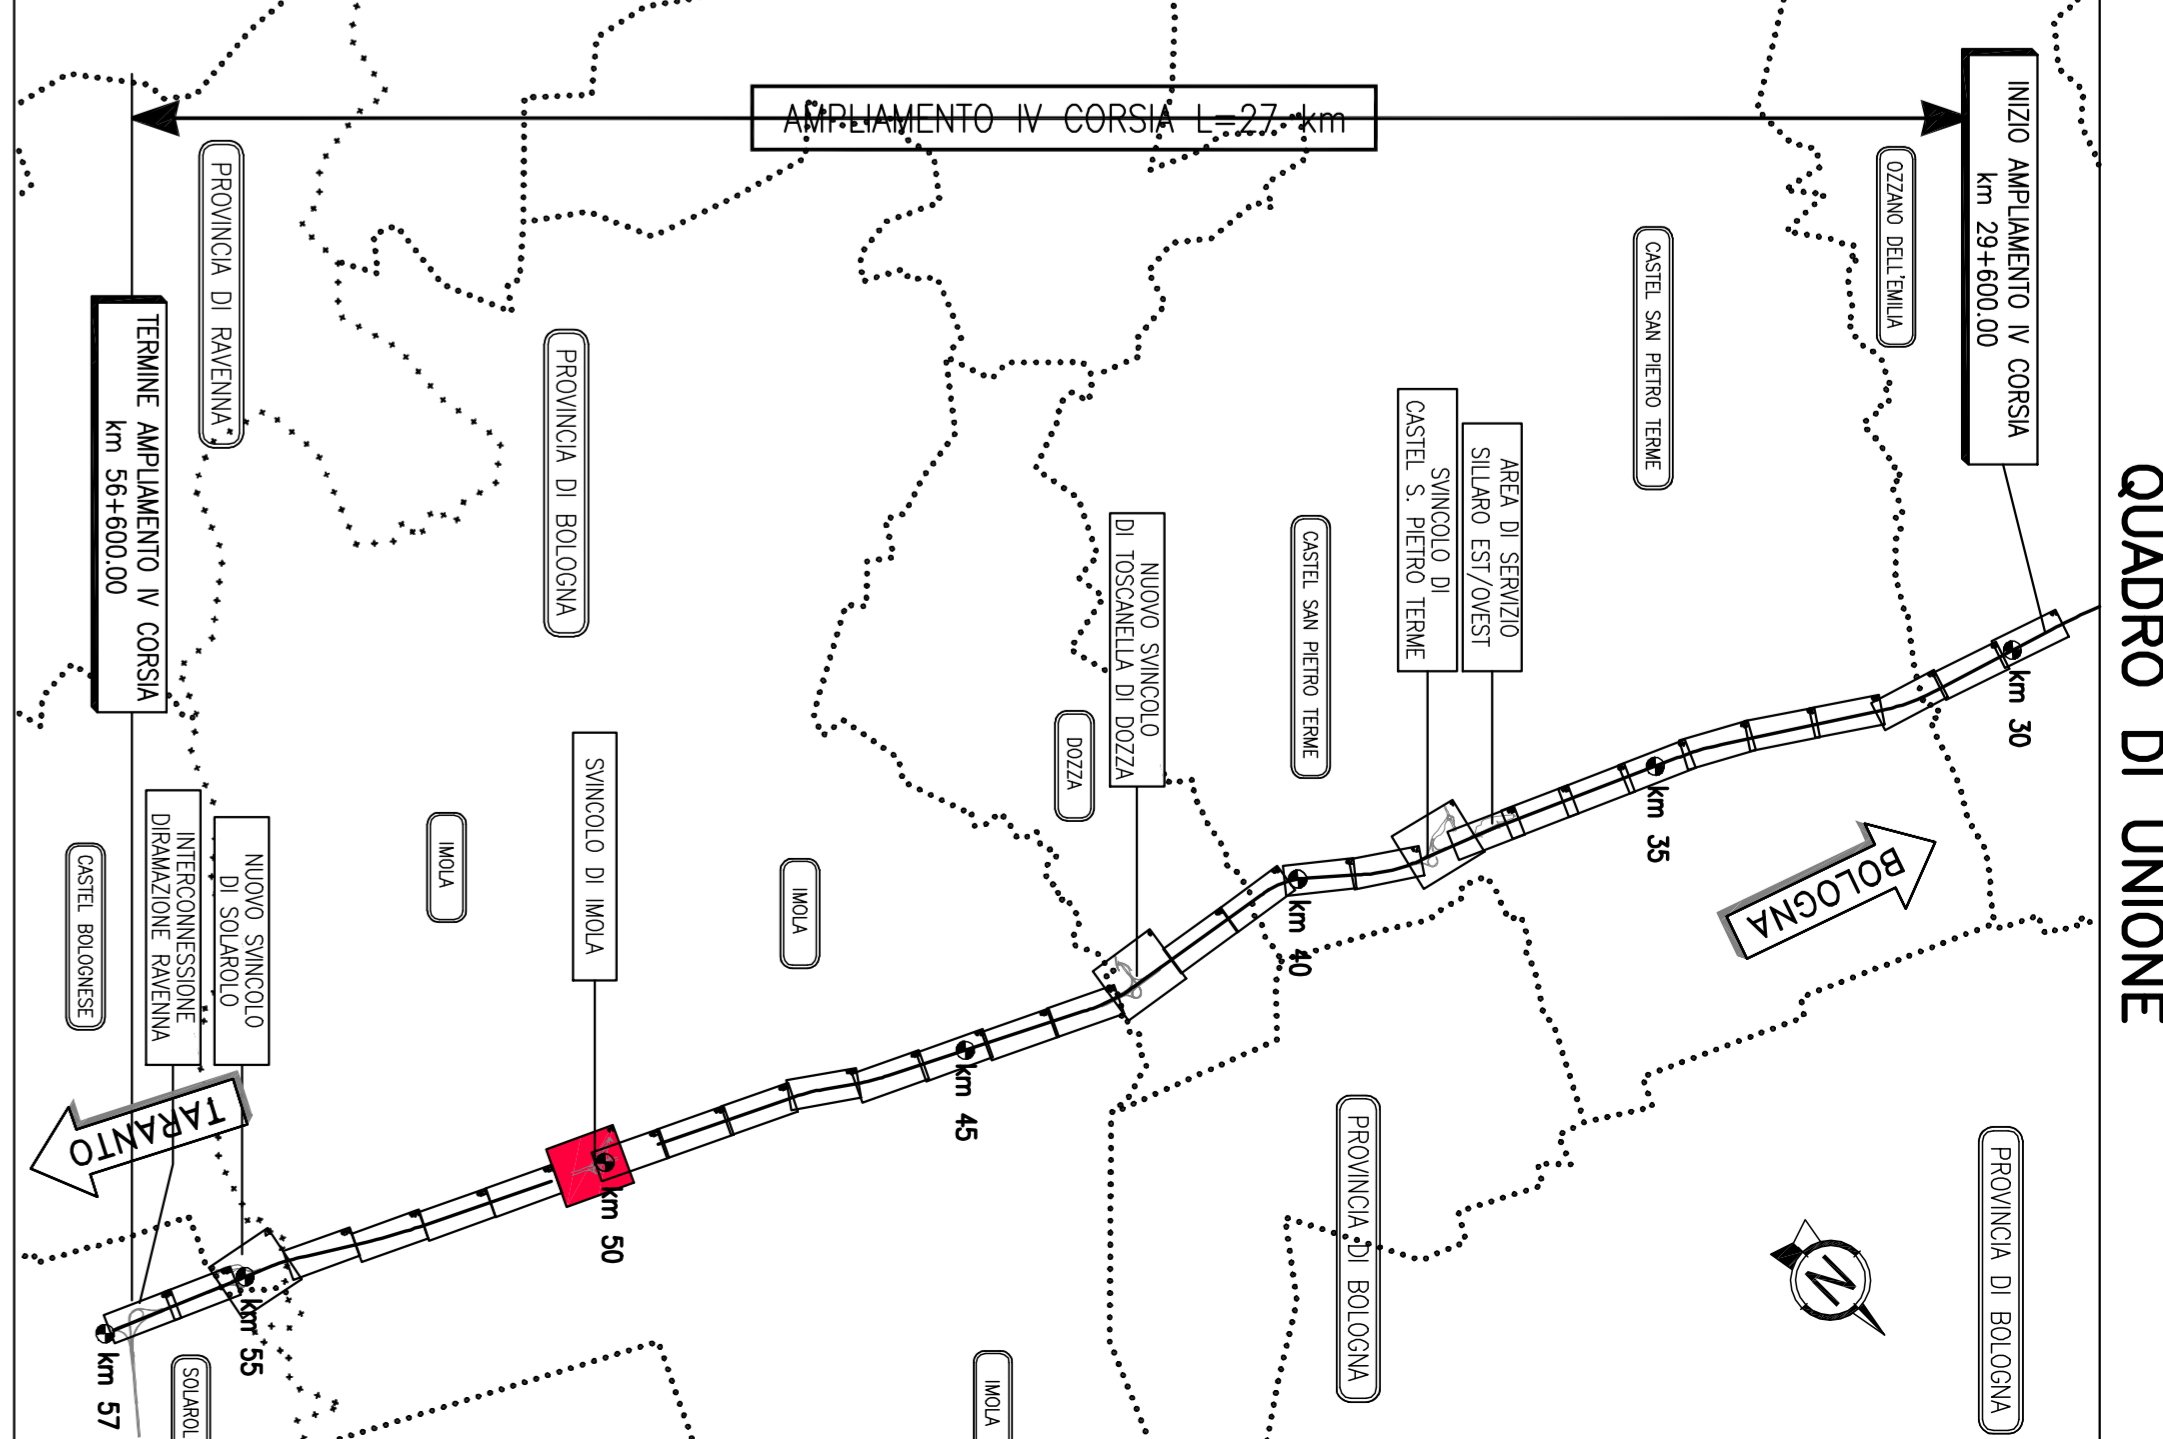 QUADRO DI UNIONE
INIZIO AMPLIAMENTO IV CORSIA
km 29+600.00
AMPLIAMENTO IV CORSIA L=27 km
TERMINE AMPLIAMENTO IV CORSIA
km 56+600.00
OZZANO DELL'EMILIA
CASTEL SAN PIETRO TERME
AREA DI SERVIZIO
SILLARO EST/OVEST
SVINCOLO DI
CASTEL S. PIETRO TERME
CASTEL SAN PIETRO TERME
NUOVO SVINCOLO
DI TOSCANELLA DI DOZZA
DOZZA
PROVINCIA DI BOLOGNA
PROVINCIA DI RAVENNA
SVINCOLO DI IMOLA
IMOLA
IMOLA
NUOVO SVINCOLO
DI SOLAROLO
INTERCONNESSIONE
DIRAMAZIONE RAVENNA
CASTEL BOLOGNESE
km 30
km 35
km 40
km 45
km 50
km 55
km 57
BOLOGNA
TARANTO
N
PROVINCIA DI BOLOGNA
PROVINCIA DI BOLOGNA
IMOLA
SOLAROL